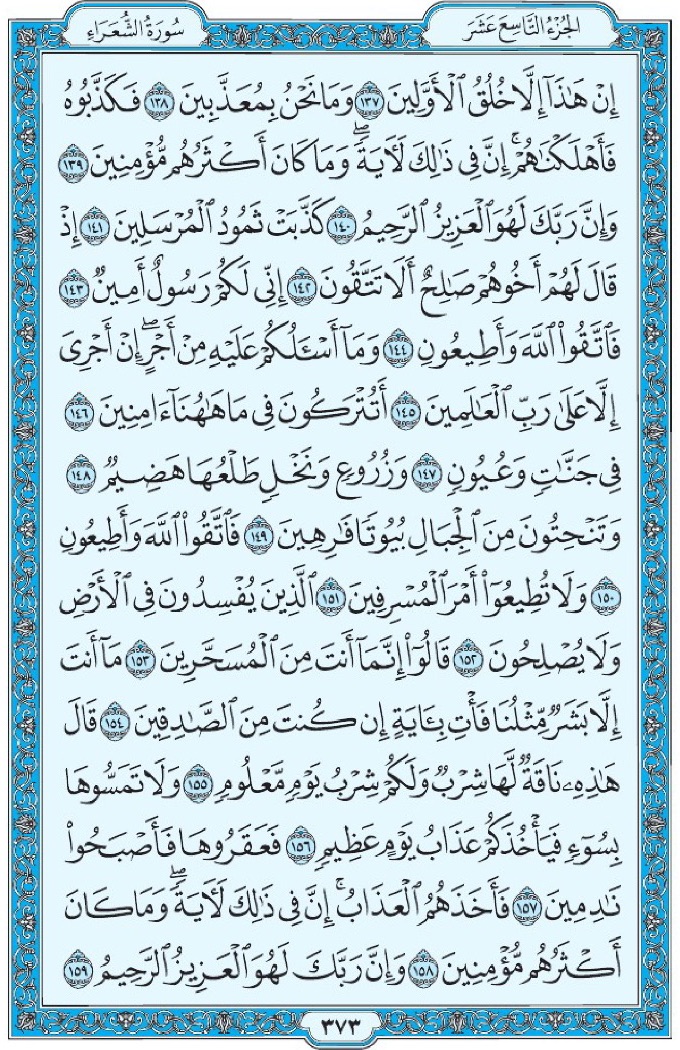 الجزء التاسع عشر
سورة الشعراء
إِنْ هَٰذَآ إِلَّا خُلُقُ ٱلْأَوَّلِينَ ١٣٧ وَمَا نَحْنُ بِمُعَذَّبِينَ ١٣٨ فَكَذَّبُوهُ
فَأَهْلَكْنَٰهُمْ ۚ إِنَّ فِى ذَٰلِكَ لَءَايَةً ۖ وَمَا كَانَ أَكْثَرُهُم مُّؤْمِنِينَ ١٣٩
وَإِنَّ رَبَّكَ لَهُوَ ٱلْعَزِيزُ ٱلرَّحِيمُ ١٤٠ كَذَّبَتْ ثَمُودُ ٱلْمُرْسَلِينَ ١٤١ إِذْ
قَالَ لَهُمْ أَخُوهُمْ صَٰلِحٌ أَلَا تَتَّقُونَ ١٤٢ إِنِّى لَكُمْ رَسُولٌ أَمِينٌ ١٤٣
فَٱتَّقُوا۟ ٱللَّهَ وَأَطِيعُونِ ١٤٤ وَمَآ أَسْـَٔلُكُمْ عَلَيْهِ مِنْ أَجْرٍ ۖ إِنْ أَجْرِىَ
إِلَّا عَلَىٰ رَبِّ ٱلْعَٰلَمِينَ ١٤٥ أَتُتْرَكُونَ فِى مَا هَٰهُنَآ ءَامِنِينَ ١٤٦
فِى جَنَّٰتٍ وَعُيُونٍ ١٤٧ وَزُرُوعٍ وَنَخْلٍ طَلْعُهَا هَضِيمٌ ١٤٨
وَتَنْحِتُونَ مِنَ ٱلْجِبَالِ بُيُوتًا فَٰرِهِينَ ١٤٩ فَٱتَّقُوا۟ ٱللَّهَ وَأَطِيعُونِ
١٥٠ وَلَا تُطِيعُوٓا۟ أَمْرَ ٱلْمُسْرِفِينَ ١٥١ ٱلَّذِينَ يُفْسِدُونَ فِى ٱلْأَرْضِ
وَلَا يُصْلِحُونَ ١٥٢ قَالُوٓا۟ إِنَّمَآ أَنتَ مِنَ ٱلْمُسَحَّرِينَ ١٥٣ مَآ أَنتَ
إِلَّا بَشَرٌ مِّثْلُنَا فَأْتِ بِـَٔايَةٍ إِن كُنتَ مِنَ ٱلصَّٰدِقِينَ ١٥٤ قَالَ
هَٰذِهِۦ نَاقَةٌ لَّهَا شِرْبٌ وَلَكُمْ شِرْبُ يَوْمٍ مَّعْلُومٍ ١٥٥ وَلَا تَمَسُّوهَا
بِسُوٓءٍ فَيَأْخُذَكُمْ عَذَابُ يَوْمٍ عَظِيمٍ ١٥٦ فَعَقَرُوهَا فَأَصْبَحُوا۟
نَٰدِمِينَ ١٥٧ فَأَخَذَهُمُ ٱلْعَذَابُ ۗ إِنَّ فِى ذَٰلِكَ لَءَايَةً ۖ وَمَا كَانَ
أَكْثَرُهُم مُّؤْمِنِينَ ١٥٨ وَإِنَّ رَبَّكَ لَهُوَ ٱلْعَزِيزُ ٱلرَّحِيمُ ١٥٩
٣٧٣